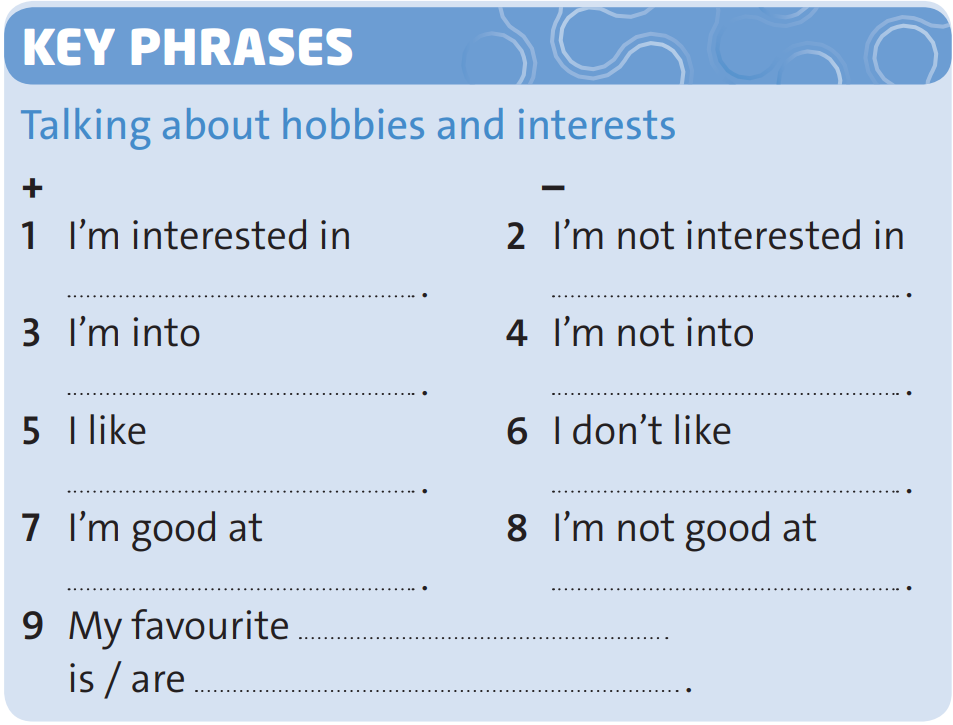 KEY PHRASES
Talking about hobbies and interests
+ –
1 I'm interested in 2 I'm not interested in
.................................................. . .................................................. .
3 I'm into 4 I'm not into
.................................................. . .................................................. .
5 I like 6 I don't like
.................................................. . .................................................. .
7 I'm good at 8 I'm not good at
.................................................. . .................................................. .
9 My favourite ..................................................... .
is / are ...................................................................... .